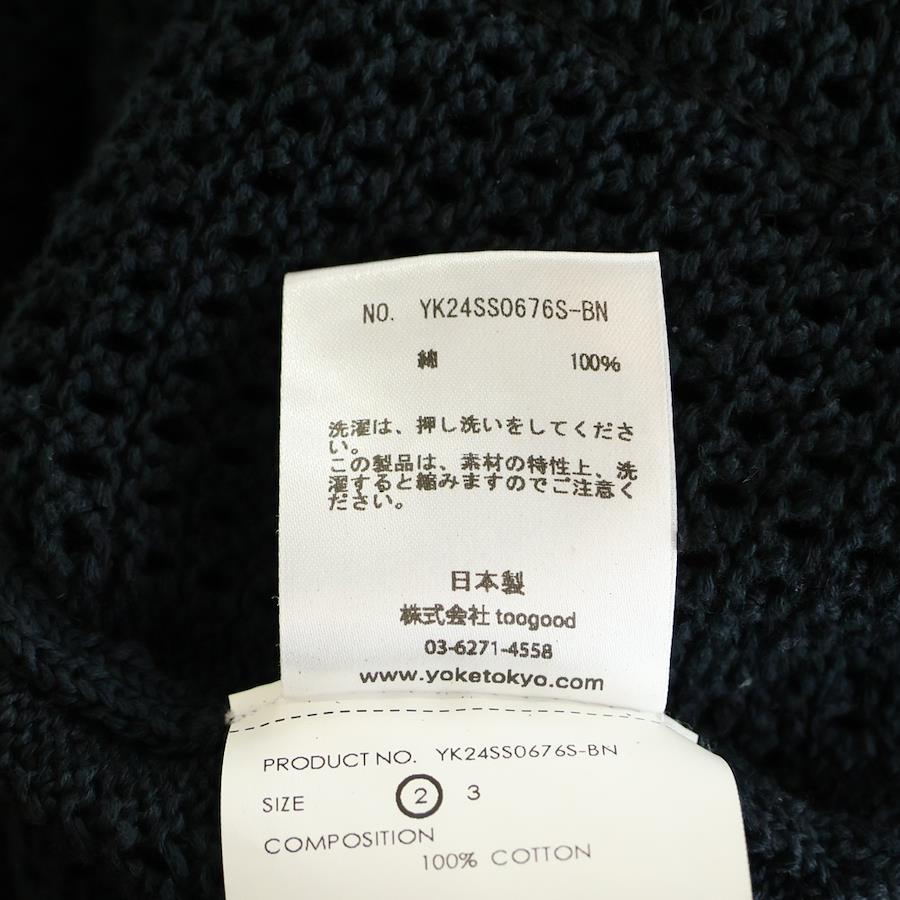 NO. YK24SS0676S-BN
綿 100%
洗濯は、押し洗いをしてくださ
い。
この製品は、素材の特性上、洗
濯すると縮みますのでご注意く
ださい。
日本製
株式会社 toogood
03-6271-4558
www.yoketokyo.com
PRODUCT NO. YK24SS0676S-BN
SIZE 2 3
COMPOSITION
100% COTTON